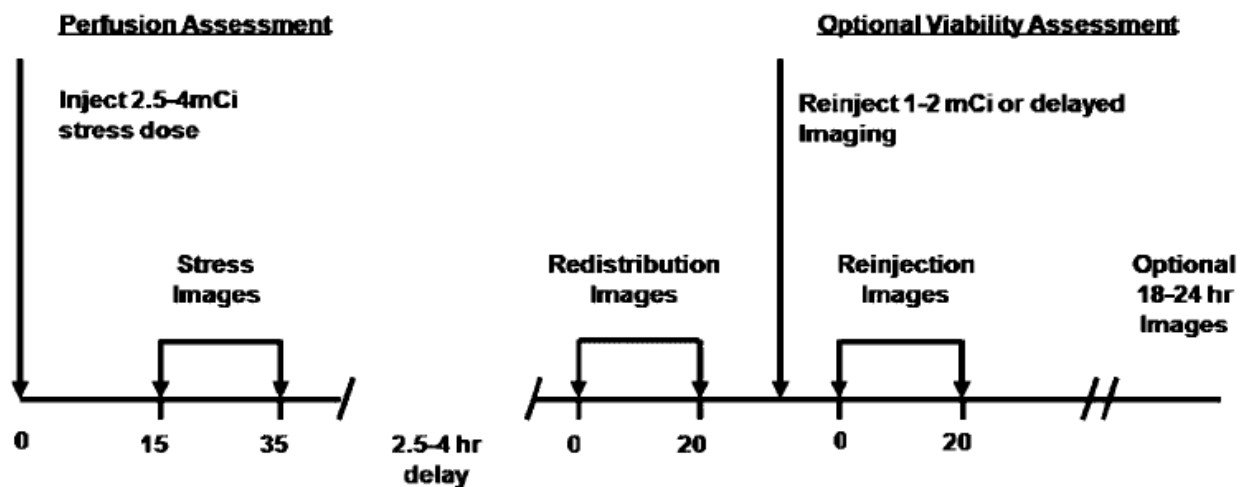 Perfusion Assessment
Optional Viability Assessment
Inject 2.5-4mCi
stress dose
Reinject 1-2 mCi or delayed
Imaging
Stress
Images
Redistribution
Images
Reinjection
Images
Optional
18-24 hr
Images
0
15
35
2.5-4 hr
delay
0
20
0
20